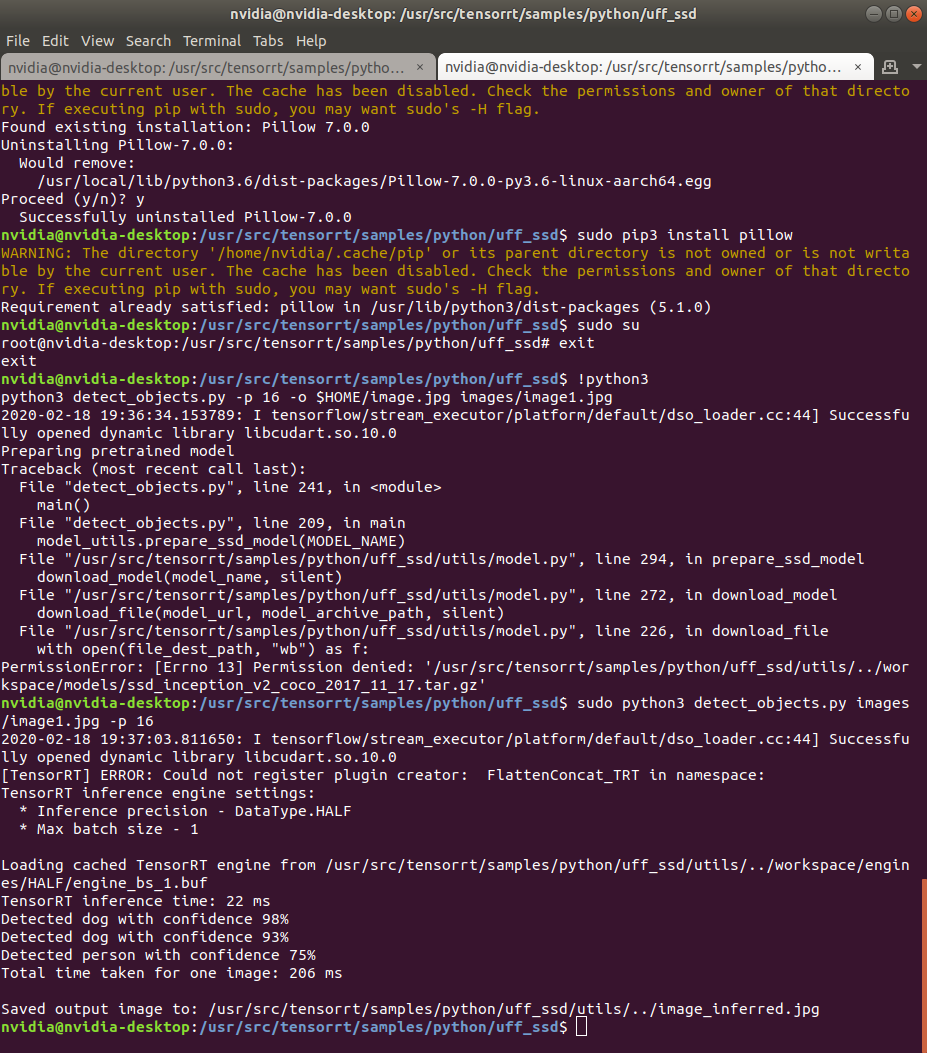 nvidia@nvidia-desktop: /usr/src/tensorrt/samples/python/uff_ssd
File Edit View Search Terminal Tabs Help
nvidia@nvidia-desktop: /usr/src/tensorrt/samples/pytho... × nvidia@nvidia-desktop: /usr/src/tensorrt/samples/pytho... ×
ble by the current user. The cache has been disabled. Check the permissions and owner of that directo
ry. If executing pip with sudo, you may want sudo's -H flag.
Found existing installation: Pillow 7.0.0
Uninstalling Pillow-7.0.0:
  Would remove:
    /usr/local/lib/python3.6/dist-packages/Pillow-7.0.0-py3.6-linux-aarch64.egg
Proceed (y/n)? y
  Successfully uninstalled Pillow-7.0.0
nvidia@nvidia-desktop:/usr/src/tensorrt/samples/python/uff_ssd$ sudo pip3 install pillow
WARNING: The directory '/home/nvidia/.cache/pip' or its parent directory is not owned or is not writa
ble by the current user. The cache has been disabled. Check the permissions and owner of that directo
ry. If executing pip with sudo, you may want sudo's -H flag.
Requirement already satisfied: pillow in /usr/lib/python3/dist-packages (5.1.0)
nvidia@nvidia-desktop:/usr/src/tensorrt/samples/python/uff_ssd$ sudo su
root@nvidia-desktop:/usr/src/tensorrt/samples/python/uff_ssd# exit
exit
nvidia@nvidia-desktop:/usr/src/tensorrt/samples/python/uff_ssd$ !python3
python3 detect_objects.py -p 16 -o $HOME/image.jpg images/image1.jpg
2020-02-18 19:36:34.153789: I tensorflow/stream_executor/platform/default/dso_loader.cc:44] Successfu
lly opened dynamic library libcudart.so.10.0
Preparing pretrained model
Traceback (most recent call last):
  File "detect_objects.py", line 241, in <module>
    main()
  File "detect_objects.py", line 209, in main
    model_utils.prepare_ssd_model(MODEL_NAME)
  File "/usr/src/tensorrt/samples/python/uff_ssd/utils/model.py", line 294, in prepare_ssd_model
    download_model(model_name, silent)
  File "/usr/src/tensorrt/samples/python/uff_ssd/utils/model.py", line 272, in download_model
    download_file(model_url, model_archive_path, silent)
  File "/usr/src/tensorrt/samples/python/uff_ssd/utils/model.py", line 226, in download_file
    with open(file_dest_path, "wb") as f:
PermissionError: [Errno 13] Permission denied: '/usr/src/tensorrt/samples/python/uff_ssd/utils/../wor
kspace/models/ssd_inception_v2_coco_2017_11_17.tar.gz'
nvidia@nvidia-desktop:/usr/src/tensorrt/samples/python/uff_ssd$ sudo python3 detect_objects.py images
/image1.jpg -p 16
2020-02-18 19:37:03.811650: I tensorflow/stream_executor/platform/default/dso_loader.cc:44] Successfu
lly opened dynamic library libcudart.so.10.0
[TensorRT] ERROR: Could not register plugin creator:  FlattenConcat_TRT in namespace:
TensorRT inference engine settings:
  * Inference precision - DataType.HALF
  * Max batch size - 1
Loading cached TensorRT engine from /usr/src/tensorrt/samples/python/uff_ssd/utils/../workspace/engin
es/HALF/engine_bs_1.buf
TensorRT inference time: 22 ms
Detected dog with confidence 98%
Detected dog with confidence 93%
Detected person with confidence 75%
Total time taken for one image: 206 ms
Saved output image to: /usr/src/tensorrt/samples/python/uff_ssd/utils/../image_inferred.jpg
nvidia@nvidia-desktop:/usr/src/tensorrt/samples/python/uff_ssd$